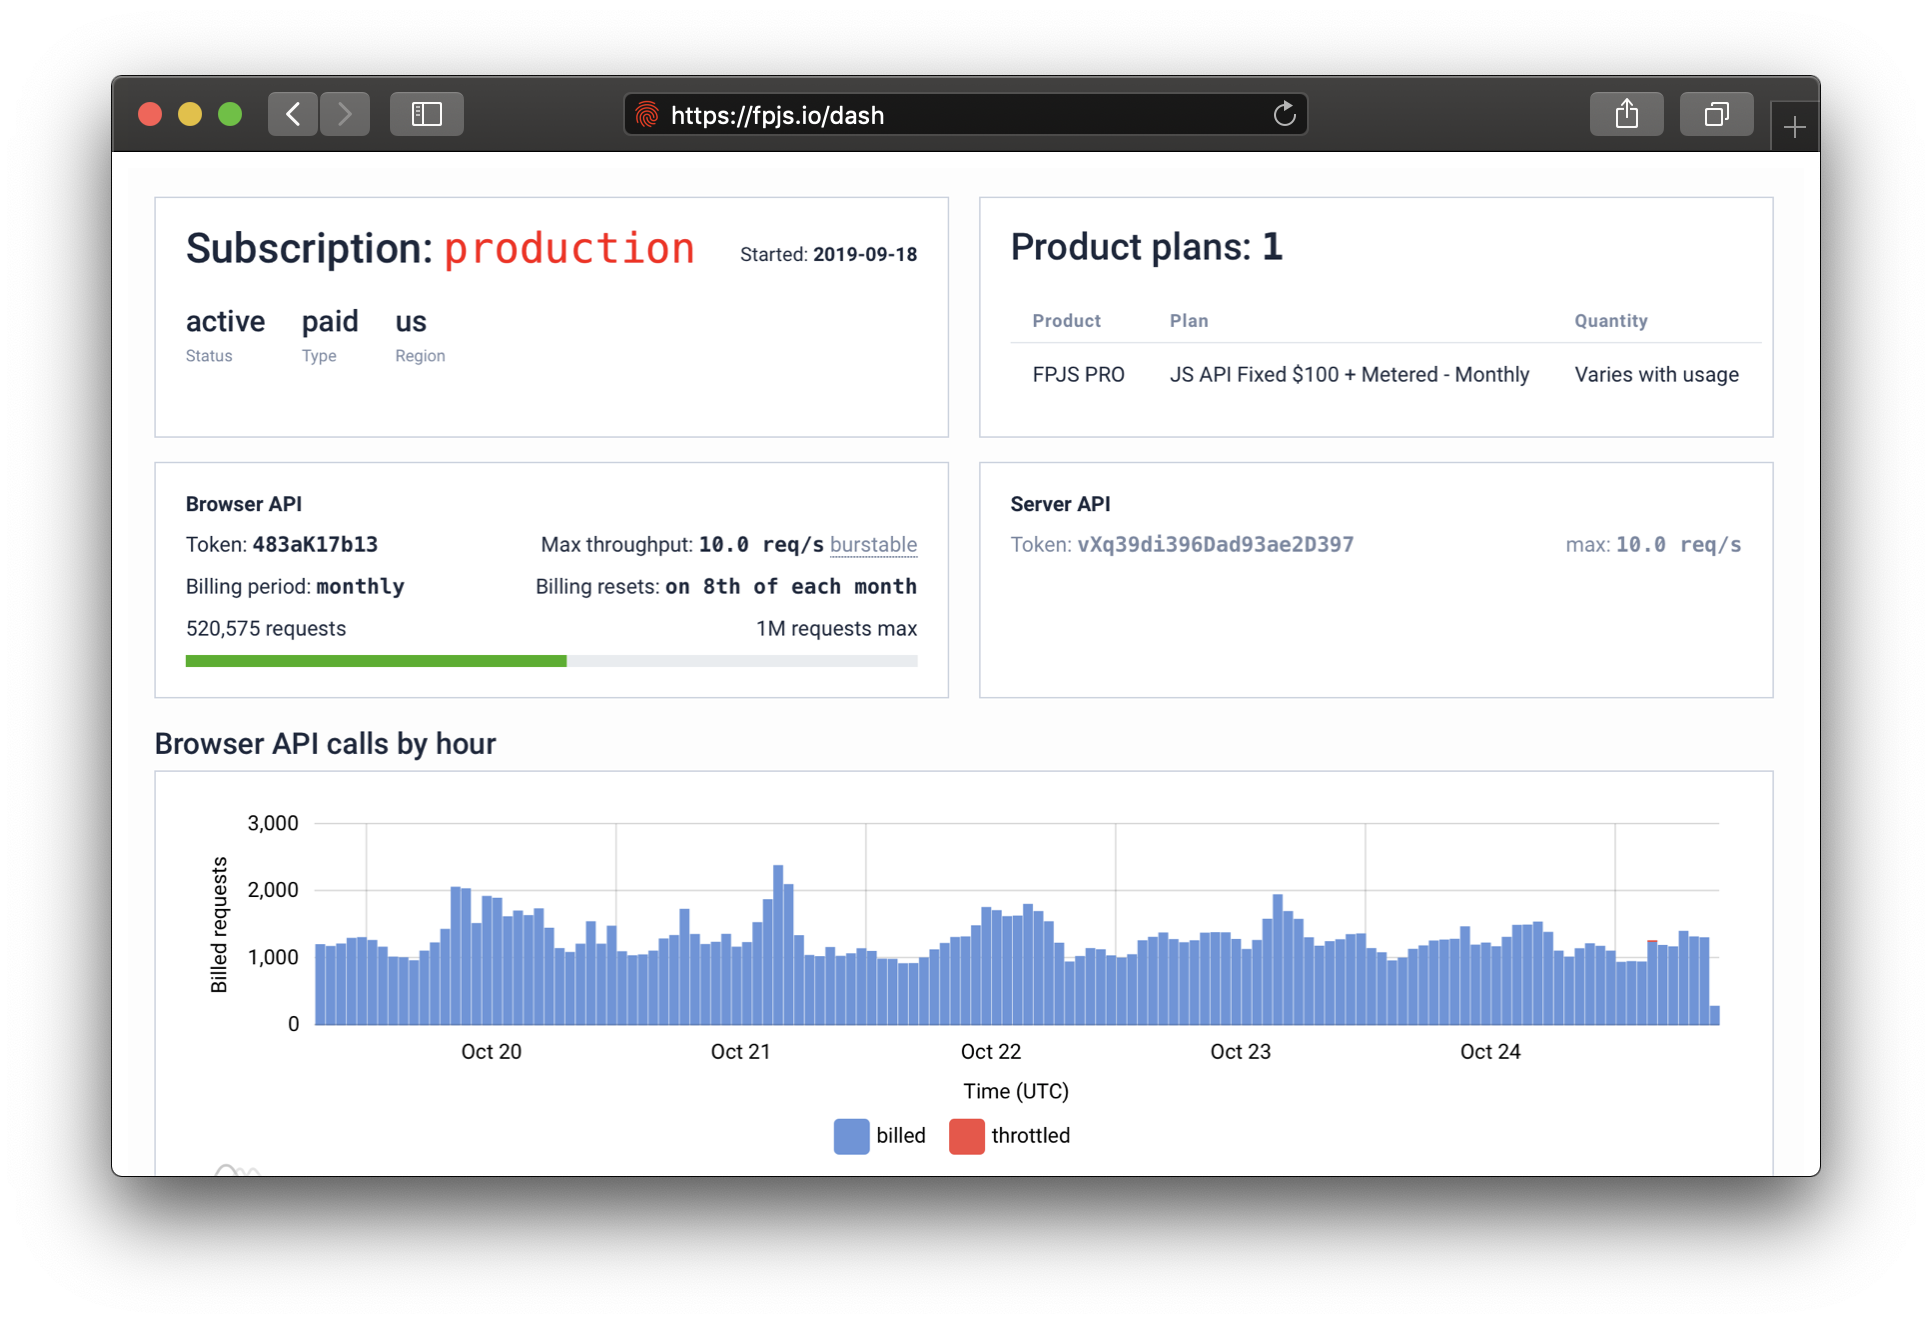 https://fpjs.io/dash
Subscription: production
Started: 2019-09-18
active paid us
Status Type Region
Product plans: 1
Product Plan Quantity
FPJS PRO JS API Fixed $100 + Metered - Monthly Varies with usage
Browser API
Token: 483aK17b13
Max throughput: 10.0 req/s burstable
Billing period: monthly
Billing resets: on 8th of each month
520,575 requests
1M requests max
Server API
Token: vXq39di396Dad93ae2D397
max: 10.0 req/s
Browser API calls by hour
Billed requests
3,000
2,000
1,000
0
Oct 20 Oct 21 Oct 22 Oct 23 Oct 24
Time (UTC)
billed throttled